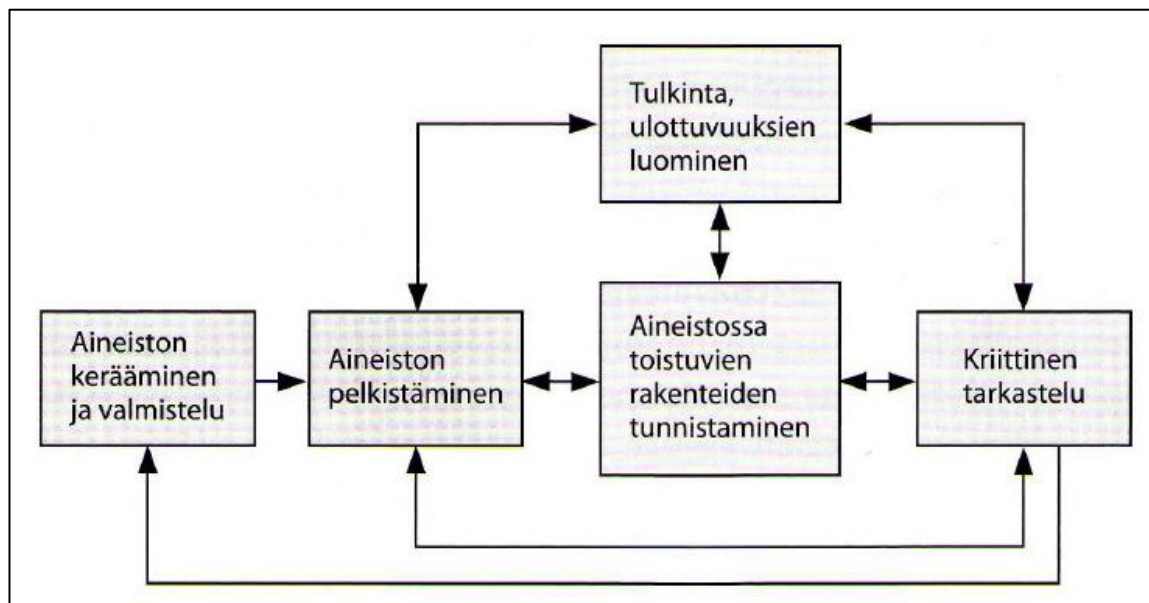 Tulkinta,
ulottuvuuksien
luominen
Aineiston
kerääminen
ja valmistelu
Aineiston
pelkistäminen
Aineistossa
toistuvien
rakenteiden
tunnistaminen
Kriittinen
tarkastelu